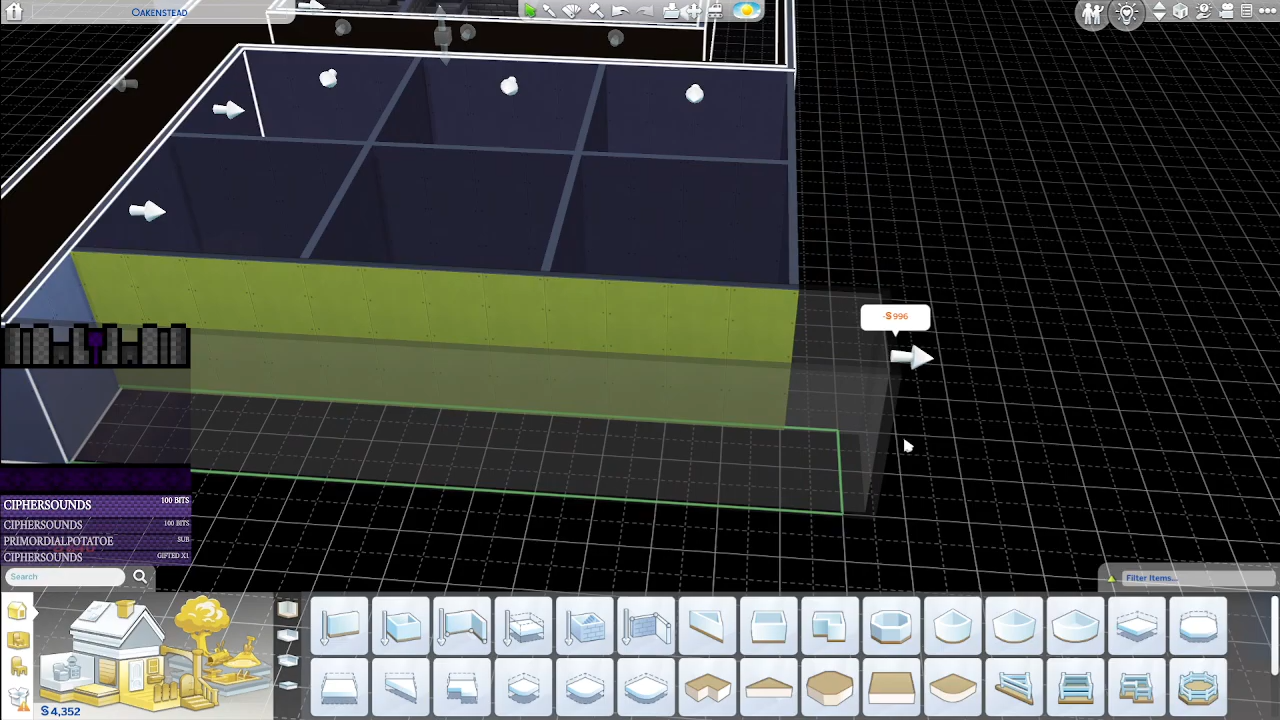 OAKENSTEAD
-§996
CIPHERSOUNDS 100 BITS
CIPHERSOUNDS 100 BITS
PRIMORDIALPOTATOE SUB
CIPHERSOUNDS GIFTED X1
Search
Filter Items...
§4,352